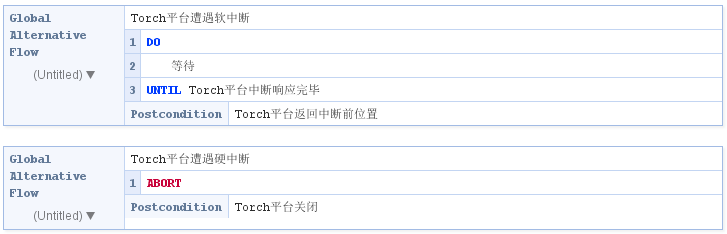 Global Alternative Flow
(Untitled) ▼
Torch平台遭遇软中断
1 DO
2 等待
3 UNTIL Torch平台中断响应完毕
Postcondition Torch平台返回中断前位置
Global Alternative Flow
(Untitled) ▼
Torch平台遭遇硬中断
1 ABORT
Postcondition Torch平台关闭